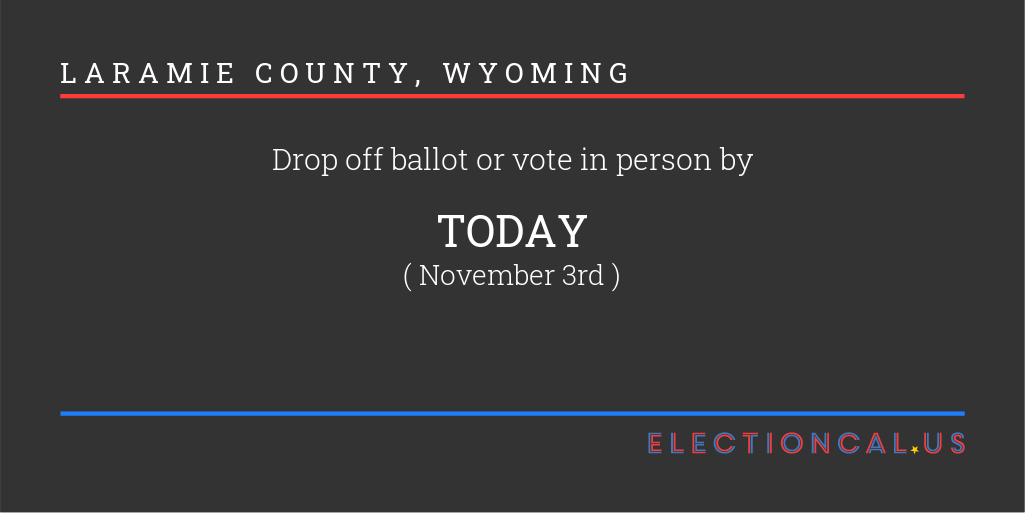 LARAMIE COUNTY, WYOMING
Drop off ballot or vote in person by
TODAY
( November 3rd )
ELECTIONCAL.US